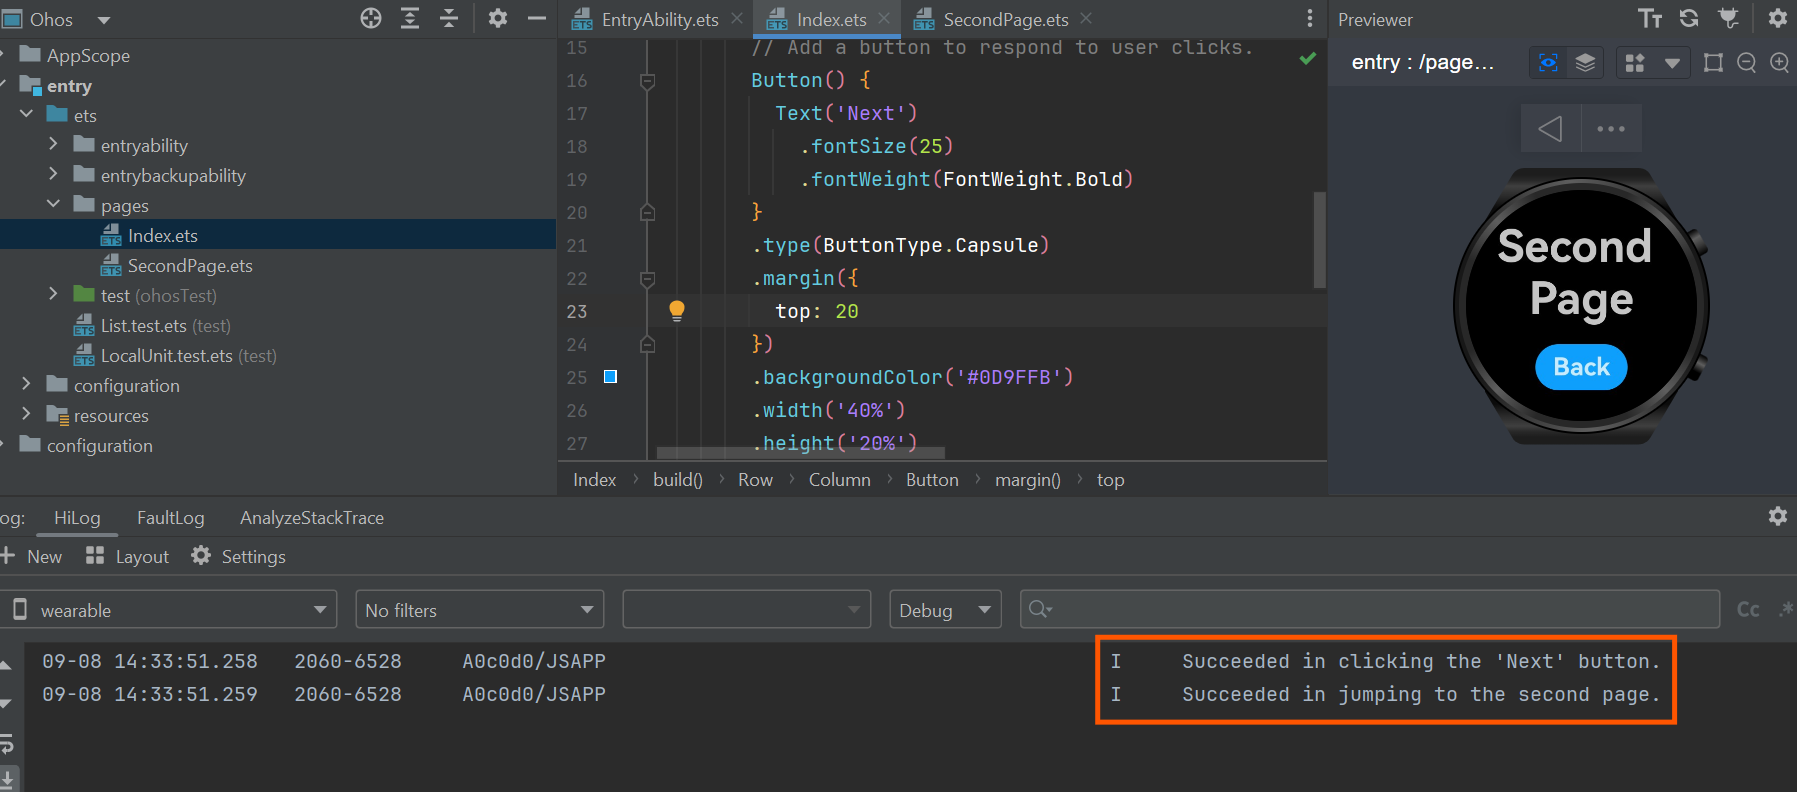 Ohos
EntryAbility.ets
Index.ets
SecondPage.ets
Previewer
AppScope
entry
ets
entryability
entrybackupability
pages
Index.ets
SecondPage.ets
test (ohosTest)
List.test.ets (test)
LocalUnit.test.ets (test)
configuration
resources
configuration
15 // Add a button to respond to user clicks.
16 Button() {
17 Text('Next')
18 .fontSize(25)
19 .fontWeight(FontWeight.Bold)
20 }
21 .type(ButtonType.Capsule)
22 .margin({
23 top: 20
24 })
25 .backgroundColor('#0D9FFB')
26 .width('40%')
27 .height('20%')
Index › build() › Row › Column › Button › margin() › top
entry : /page...
Second
Page
Back
og: HiLog FaultLog AnalyzeStackTrace
New Layout Settings
wearable No filters Debug Cc .*
09-08 14:33:51.258 2060-6528 A0c0d0/JSAPP I Succeeded in clicking the 'Next' button.
09-08 14:33:51.259 2060-6528 A0c0d0/JSAPP I Succeeded in jumping to the second page.